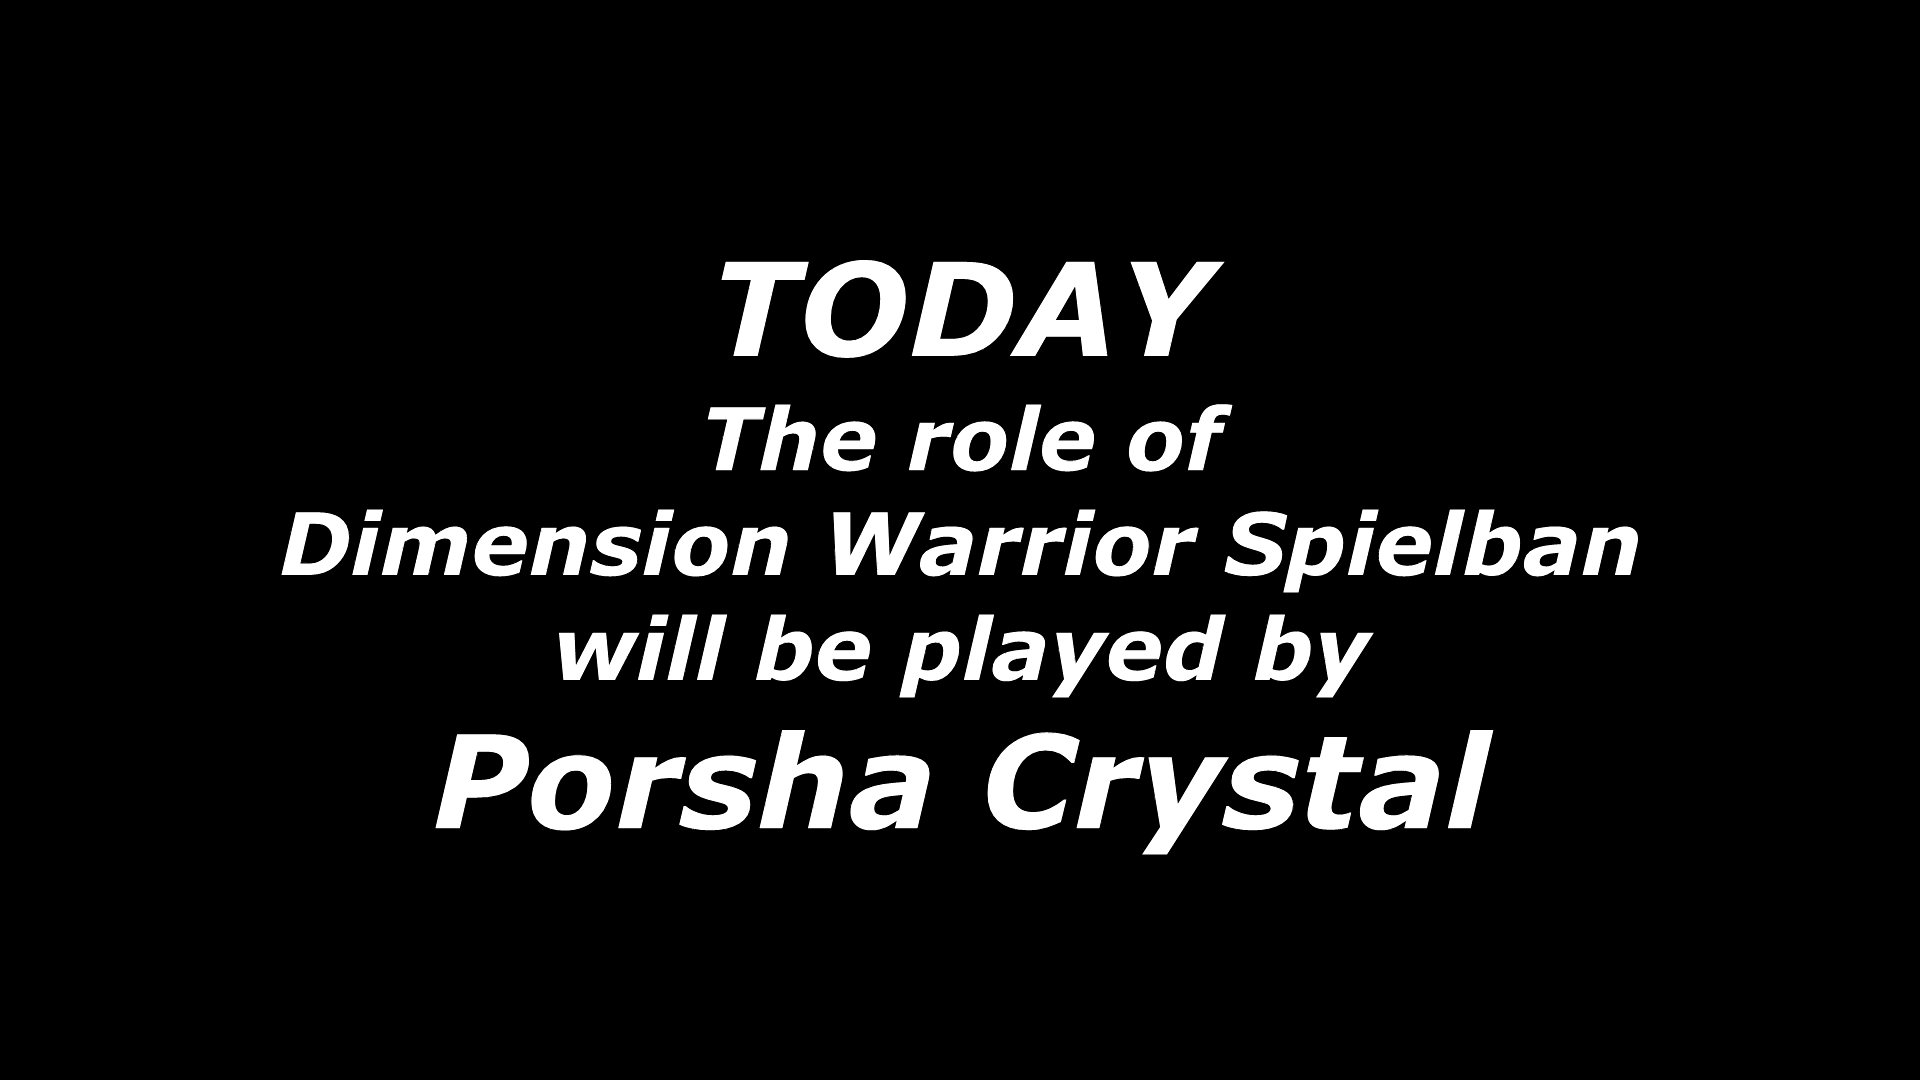 TODAY
The role of
Dimension Warrior Spielban
will be played by
Porsha Crystal